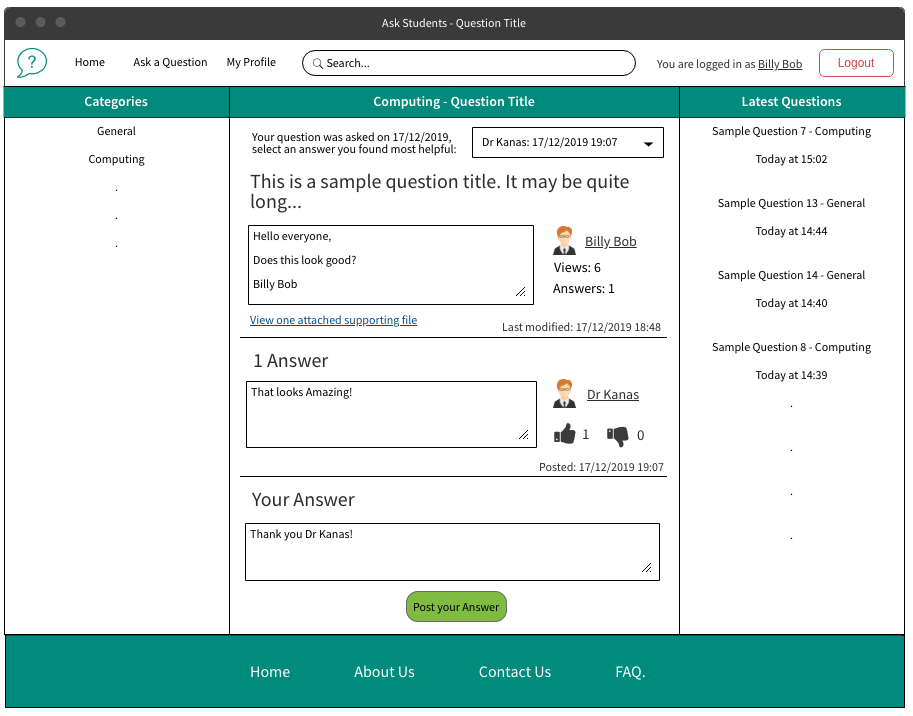 Ask Students - Question Title
?
Home
Ask a Question
My Profile
Search...
You are logged in as Billy Bob
Logout
Categories
Computing - Question Title
Latest Questions
General
Computing
.
.
.
Your question was asked on 17/12/2019,
select an answer you found most helpful:
Dr Kanas: 17/12/2019 19:07
This is a sample question title. It may be quite
long...
Hello everyone,
Does this look good?
Billy Bob
Billy Bob
Views: 6
Answers: 1
View one attached supporting file
Last modified: 17/12/2019 18:48
1 Answer
That looks Amazing!
Dr Kanas
1
0
Posted: 17/12/2019 19:07
Your Answer
Thank you Dr Kanas!
Post your Answer
Sample Question 7 - Computing
Today at 15:02
Sample Question 13 - General
Today at 14:44
Sample Question 14 - General
Today at 14:40
Sample Question 8 - Computing
Today at 14:39
.
.
.
.
Home
About Us
Contact Us
FAQ.